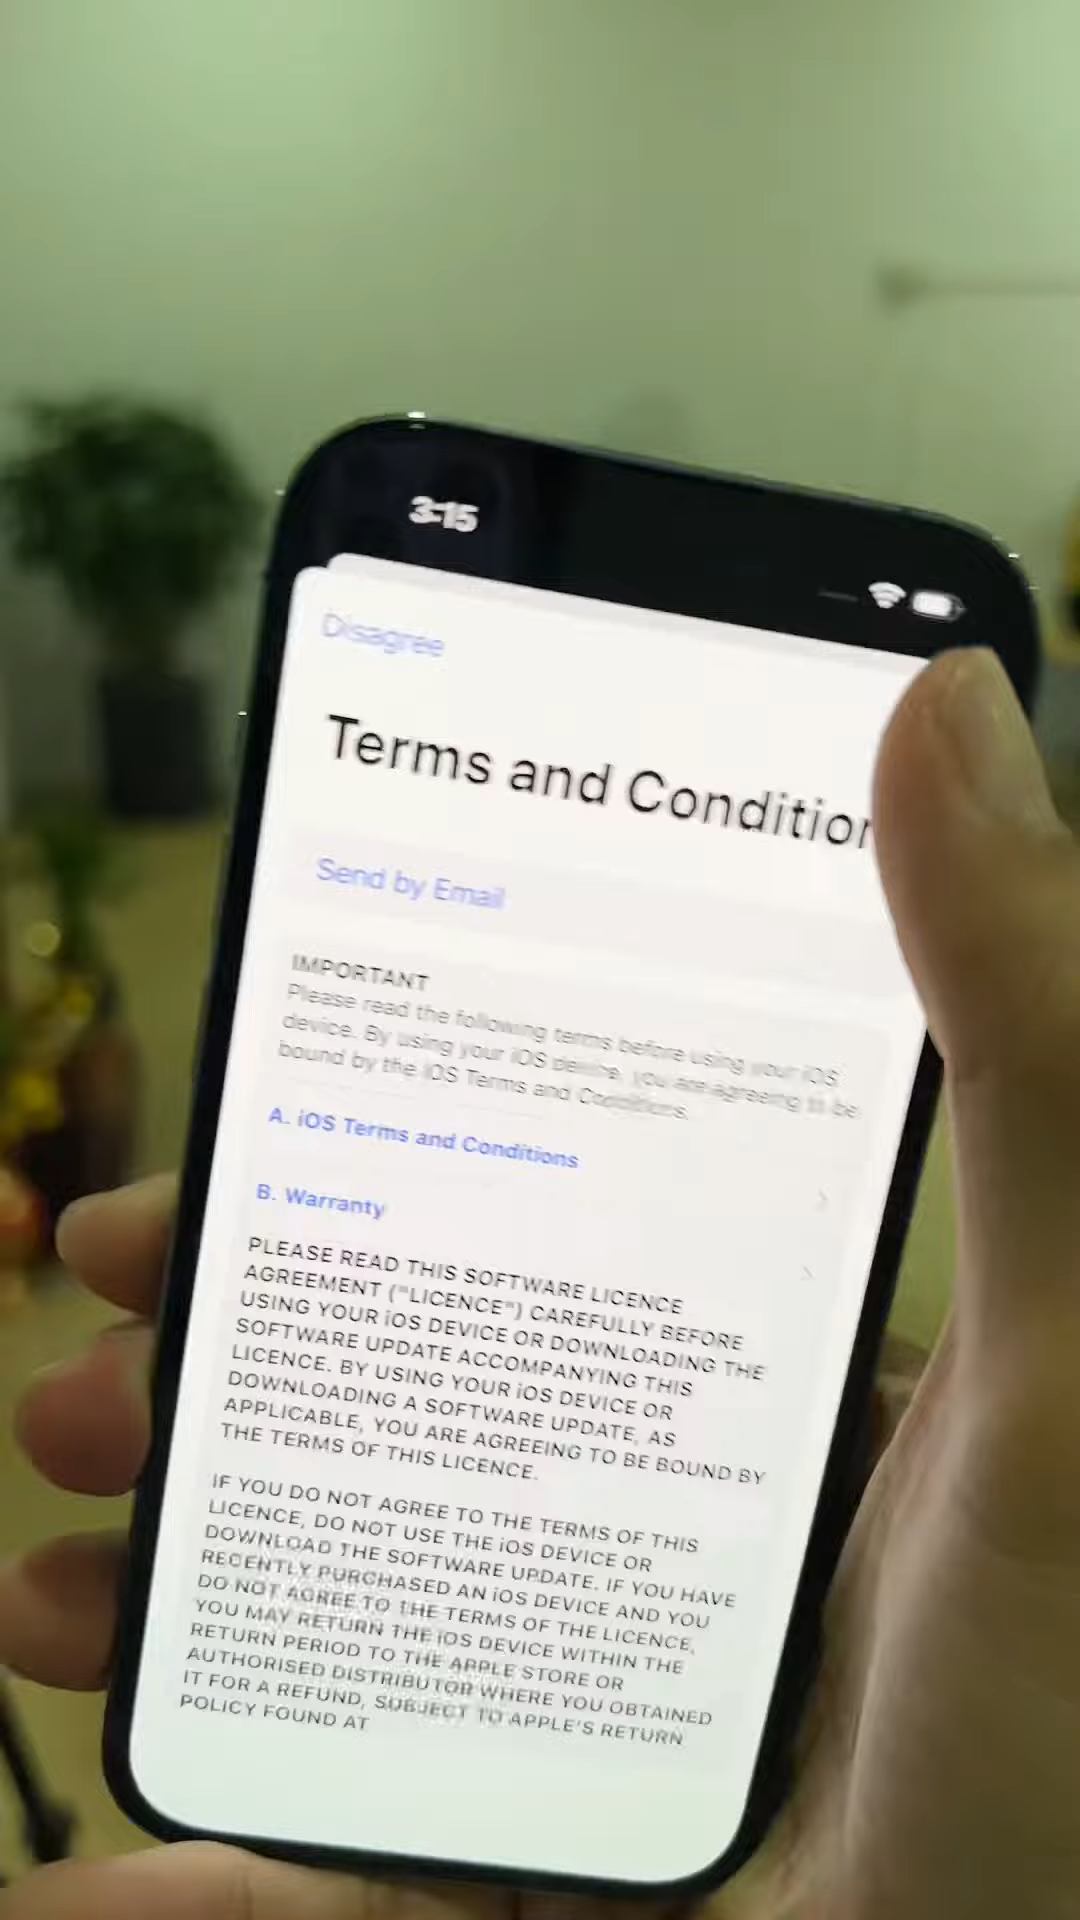 3:15
Disagree
Terms and Condition
Send by Email
IMPORTANT
Please read the following terms before using your iOS
device. By using your iOS device, you are agreeing to be
bound by the iOS Terms and Conditions.
A. iOS Terms and Conditions
B. Warranty
PLEASE READ THIS SOFTWARE LICENCE
AGREEMENT ("LICENCE") CAREFULLY BEFORE
USING YOUR iOS DEVICE OR DOWNLOADING THE
SOFTWARE UPDATE ACCOMPANYING THIS
LICENCE. BY USING YOUR iOS DEVICE OR
DOWNLOADING A SOFTWARE UPDATE, AS
APPLICABLE, YOU ARE AGREEING TO BE BOUND BY
THE TERMS OF THIS LICENCE.
IF YOU DO NOT AGREE TO THE TERMS OF THIS
LICENCE, DO NOT USE THE iOS DEVICE OR
DOWNLOAD THE SOFTWARE UPDATE. IF YOU HAVE
RECENTLY PURCHASED AN iOS DEVICE AND YOU
DO NOT AGREE TO THE TERMS OF THE LICENCE,
YOU MAY RETURN THE iOS DEVICE WITHIN THE
RETURN PERIOD TO THE APPLE STORE OR
AUTHORISED DISTRIBUTOR WHERE YOU OBTAINED
IT FOR A REFUND, SUBJECT TO APPLE'S RETURN
POLICY FOUND AT